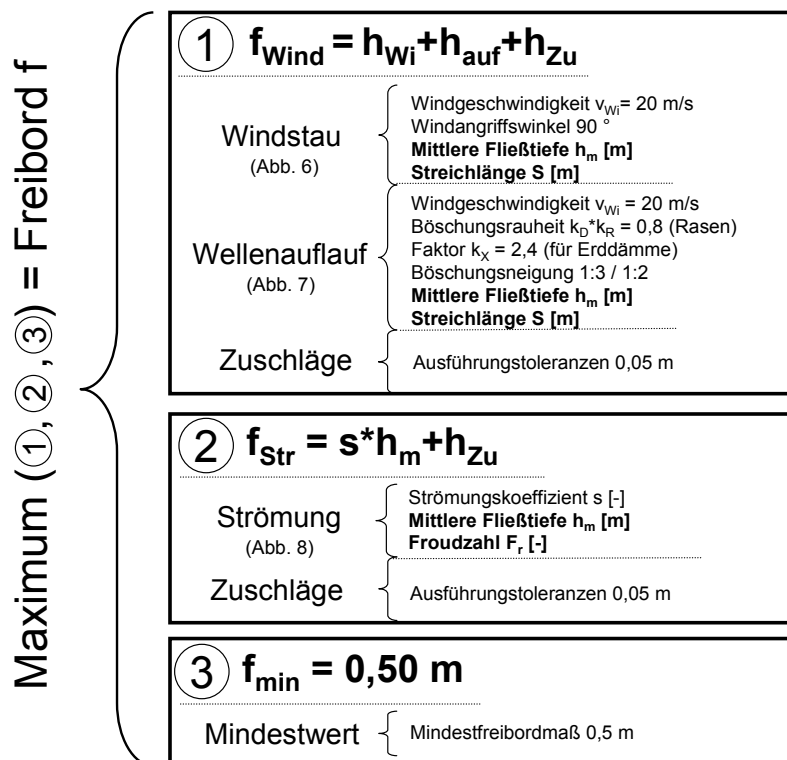 Maximum (①, ②, ③) = Freibord f
① f_Wind = h_Wi+h_auf+h_Zu
Windstau
(Abb. 6)
Windgeschwindigkeit v_Wi= 20 m/s
Windangriffswinkel 90 °
Mittlere Fließtiefe h_m [m]
Streichlänge S [m]
Wellenauflauf
(Abb. 7)
Windgeschwindigkeit v_Wi = 20 m/s
Böschungsrauheit k_D*k_R = 0,8 (Rasen)
Faktor k_X = 2,4 (für Erddämme)
Böschungsneigung 1:3 / 1:2
Mittlere Fließtiefe h_m [m]
Streichlänge S [m]
Zuschläge
Ausführungstoleranzen 0,05 m
② f_Str = s*h_m+h_Zu
Strömung
(Abb. 8)
Strömungskoeffizient s [-]
Mittlere Fließtiefe h_m [m]
Froudzahl F_r [-]
Zuschläge
Ausführungstoleranzen 0,05 m
③ f_min = 0,50 m
Mindestwert
Mindestfreibordmaß 0,5 m